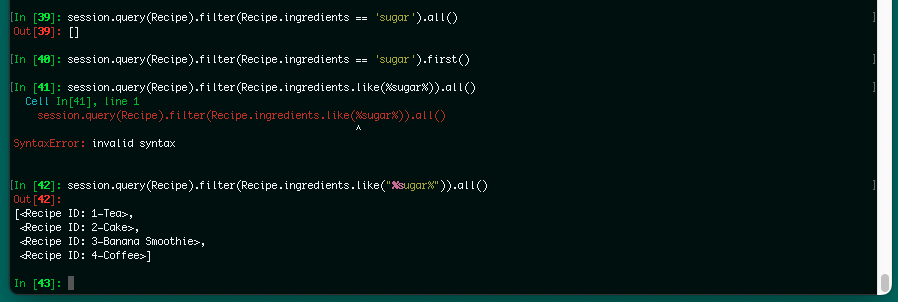 [In [39]: session.query(Recipe).filter(Recipe.ingredients == 'sugar').all() ]
Out[39]: []
[In [40]: session.query(Recipe).filter(Recipe.ingredients == 'sugar').first() ]
[In [41]: session.query(Recipe).filter(Recipe.ingredients.like(%sugar%)).all() ]
Cell In[41], line 1
session.query(Recipe).filter(Recipe.ingredients.like(%sugar%)).all()
^
SyntaxError: invalid syntax
[In [42]: session.query(Recipe).filter(Recipe.ingredients.like("%sugar%")).all() ]
Out[42]:
[<Recipe ID: 1-Tea>,
<Recipe ID: 2-Cake>,
<Recipe ID: 3-Banana Smoothie>,
<Recipe ID: 4-Coffee>]
In [43]: